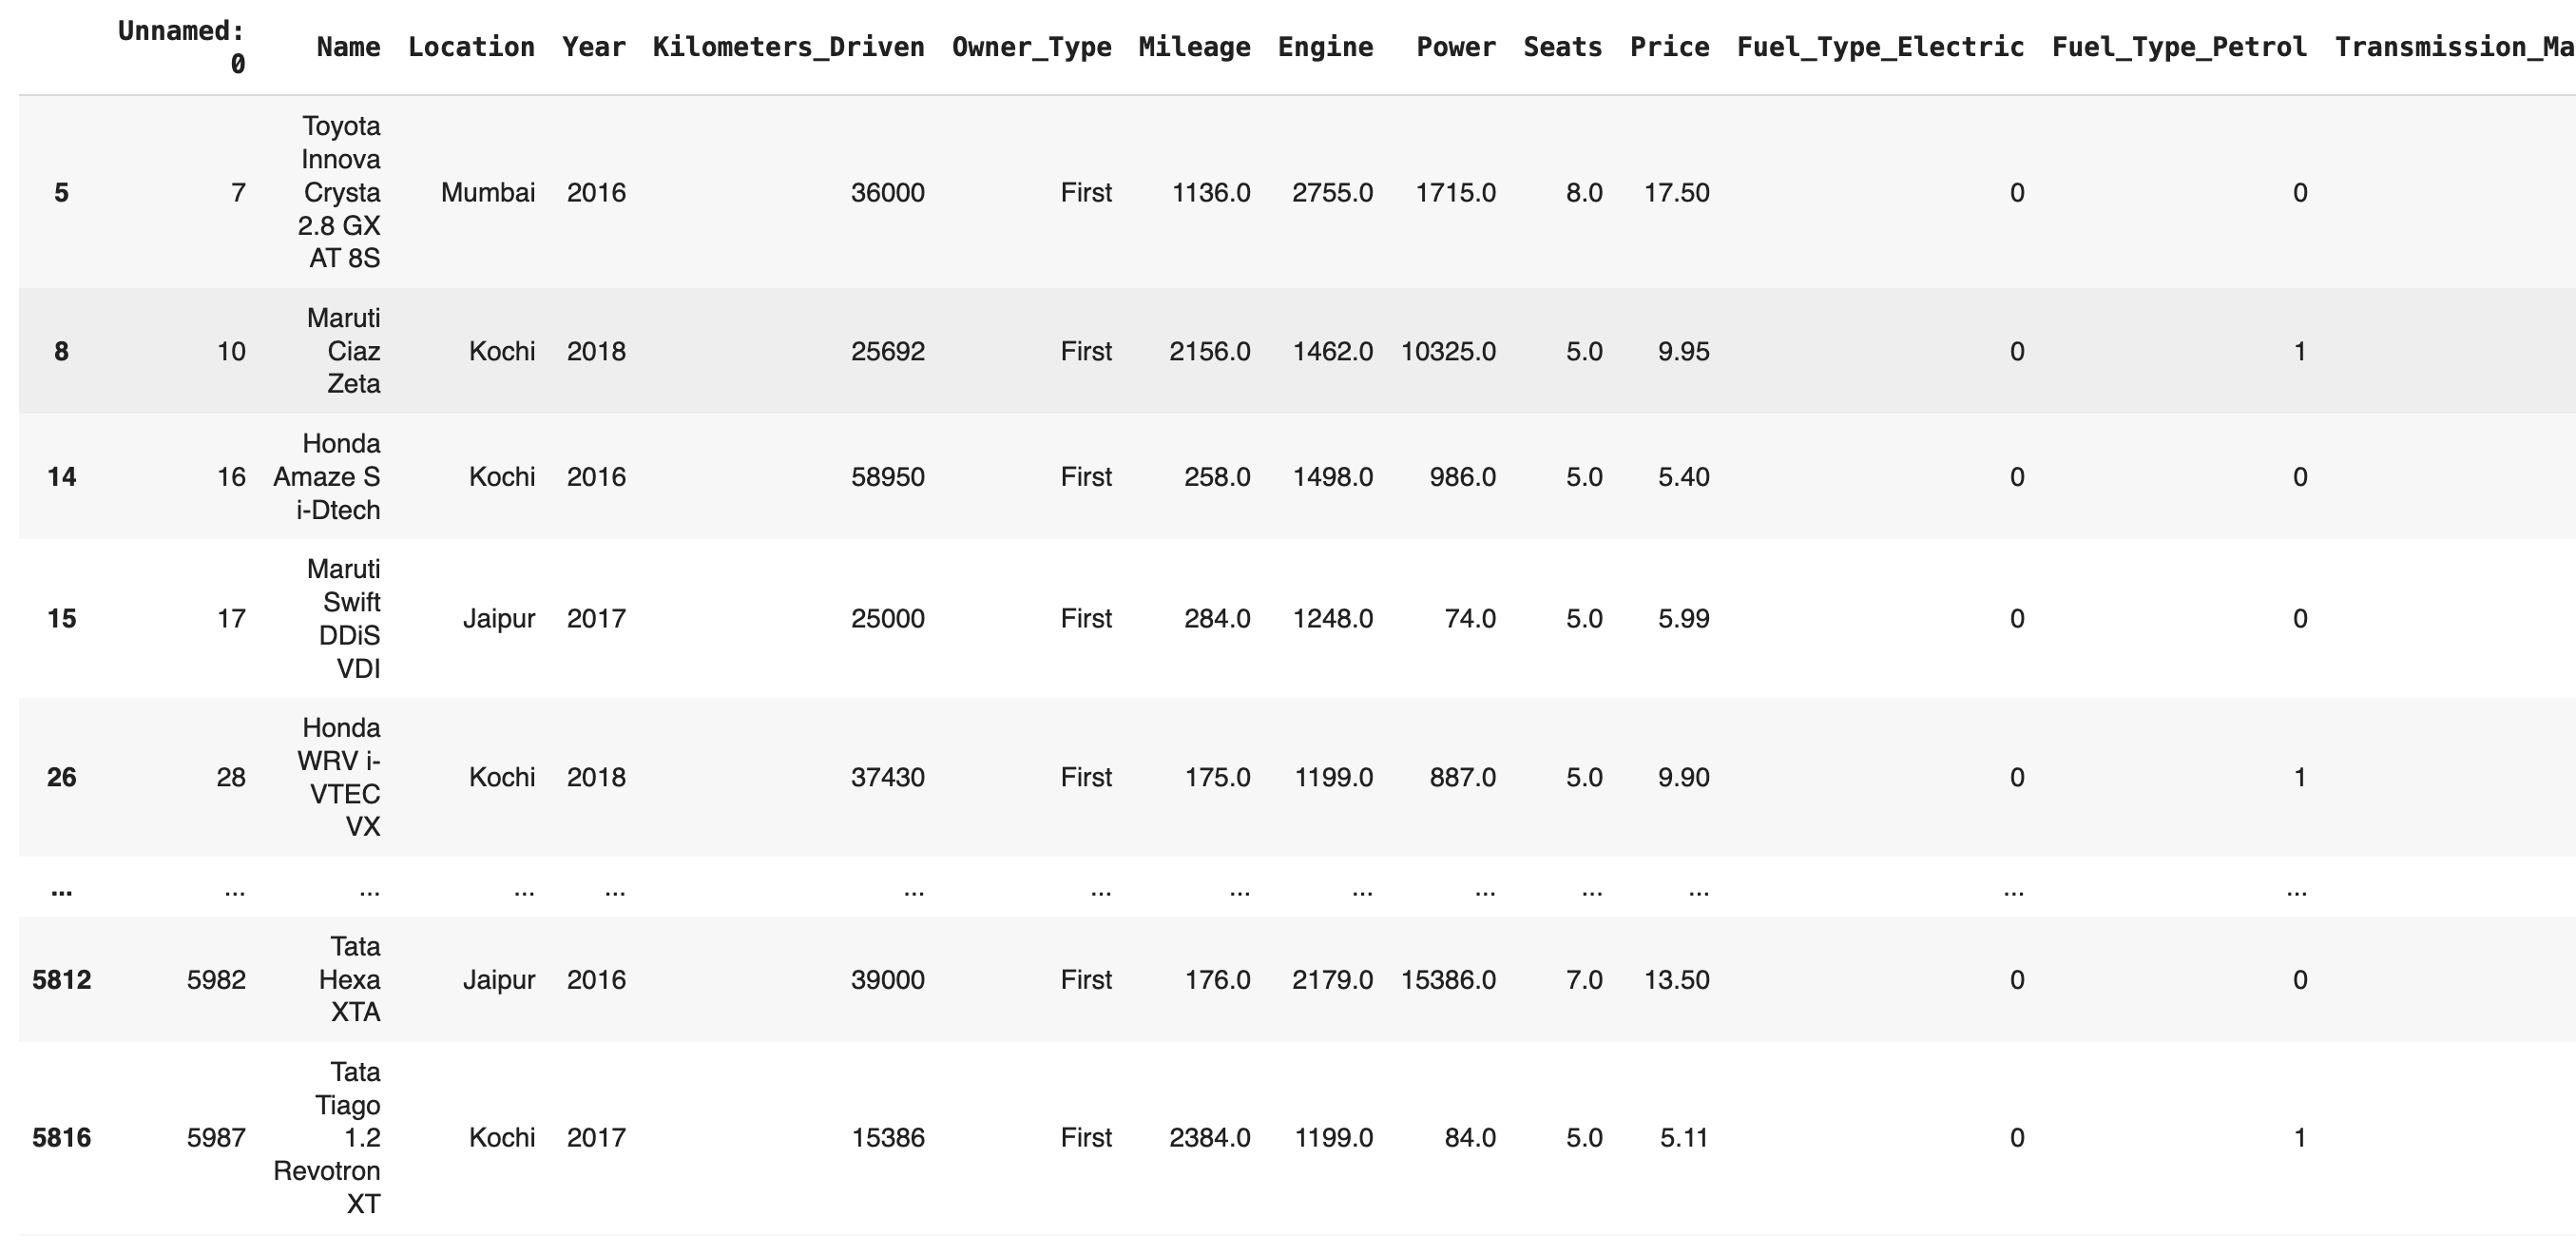 Unnamed: 0 Name Location Year Kilometers_Driven Owner_Type Mileage Engine Power Seats Price Fuel_Type_Electric Fuel_Type_Petrol Transmission_Ma
5 7 Toyota Innova Crysta 2.8 GX AT 8S Mumbai 2016 36000 First 1136.0 2755.0 1715.0 8.0 17.50 0 0
8 10 Maruti Ciaz Zeta Kochi 2018 25692 First 2156.0 1462.0 10325.0 5.0 9.95 0 1
14 16 Honda Amaze S i-Dtech Kochi 2016 58950 First 258.0 1498.0 986.0 5.0 5.40 0 0
15 17 Maruti Swift DDiS VDI Jaipur 2017 25000 First 284.0 1248.0 74.0 5.0 5.99 0 0
26 28 Honda WRV i-VTEC VX Kochi 2018 37430 First 175.0 1199.0 887.0 5.0 9.90 0 1
... ... ... ... ... ... ... ... ... ... ... ... ... ...
5812 5982 Tata Hexa XTA Jaipur 2016 39000 First 176.0 2179.0 15386.0 7.0 13.50 0 0
5816 5987 Tata Tiago 1.2 Revotron XT Kochi 2017 15386 First 2384.0 1199.0 84.0 5.0 5.11 0 1